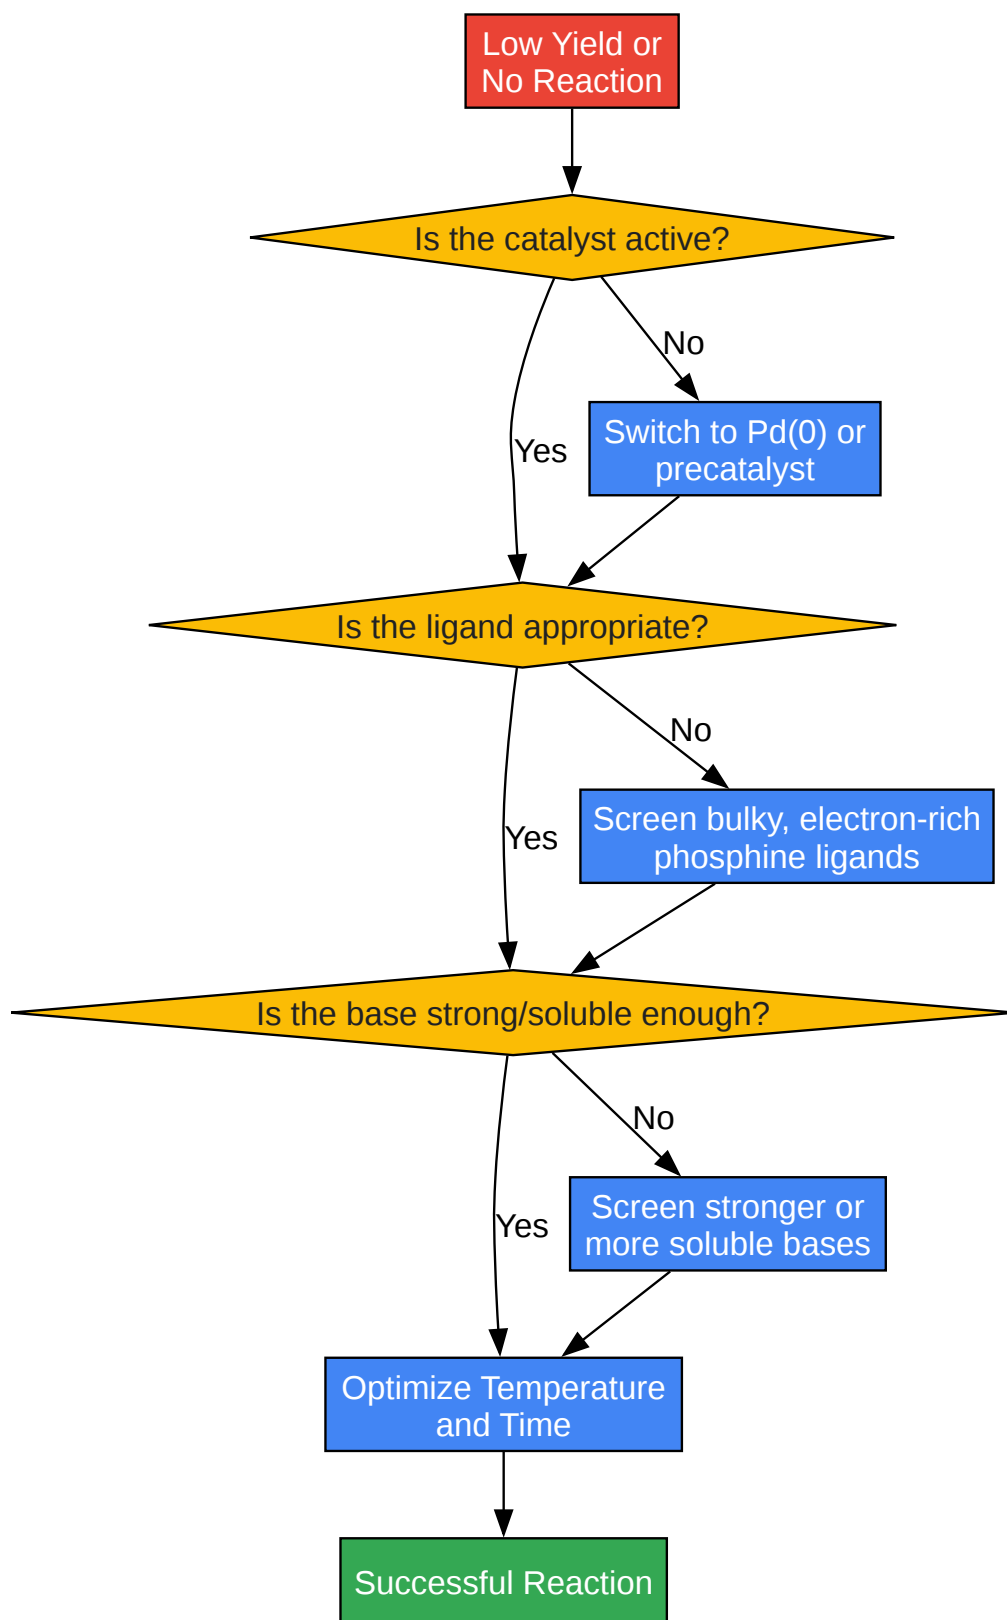 Low Yield or
No Reaction
Is the catalyst active?
No
Switch to Pd(0) or
precatalyst
Yes
Is the ligand appropriate?
No
Screen bulky, electron-rich
phosphine ligands
Yes
Is the base strong/soluble enough?
No
Screen stronger or
more soluble bases
Yes
Optimize Temperature
and Time
Successful Reaction